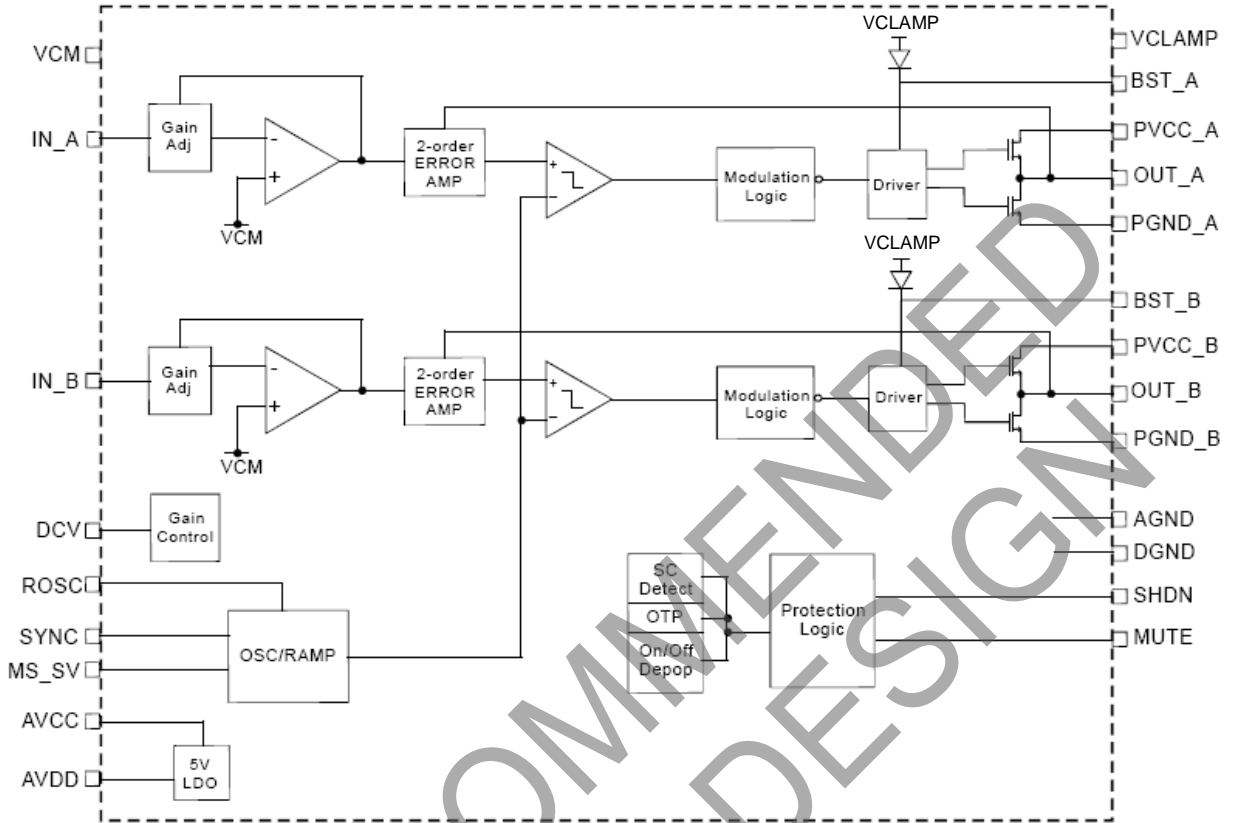 VCLAMP
VCM
VCLAMP
BST_A
Gain
Adj
IN_A
-
+
VCM
2-order
ERROR
AMP
+
-
Modulation
Logic
Driver
PVCC_A
OUT_A
PGND_A
VCLAMP
BST_B
Gain
Adj
IN_B
-
+
VCM
2-order
ERROR
AMP
+
-
Modulation
Logic
Driver
PVCC_B
OUT_B
PGND_B
DCV
Gain
Control
AGND
DGND
ROSC
SYNC
MS_SV
OSC/RAMP
SC
Detect
OTP
On/Off
Depop
Protection
Logic
SHDN
MUTE
AVCC
AVDD
5V
LDO
OMMENDED
DESIGN